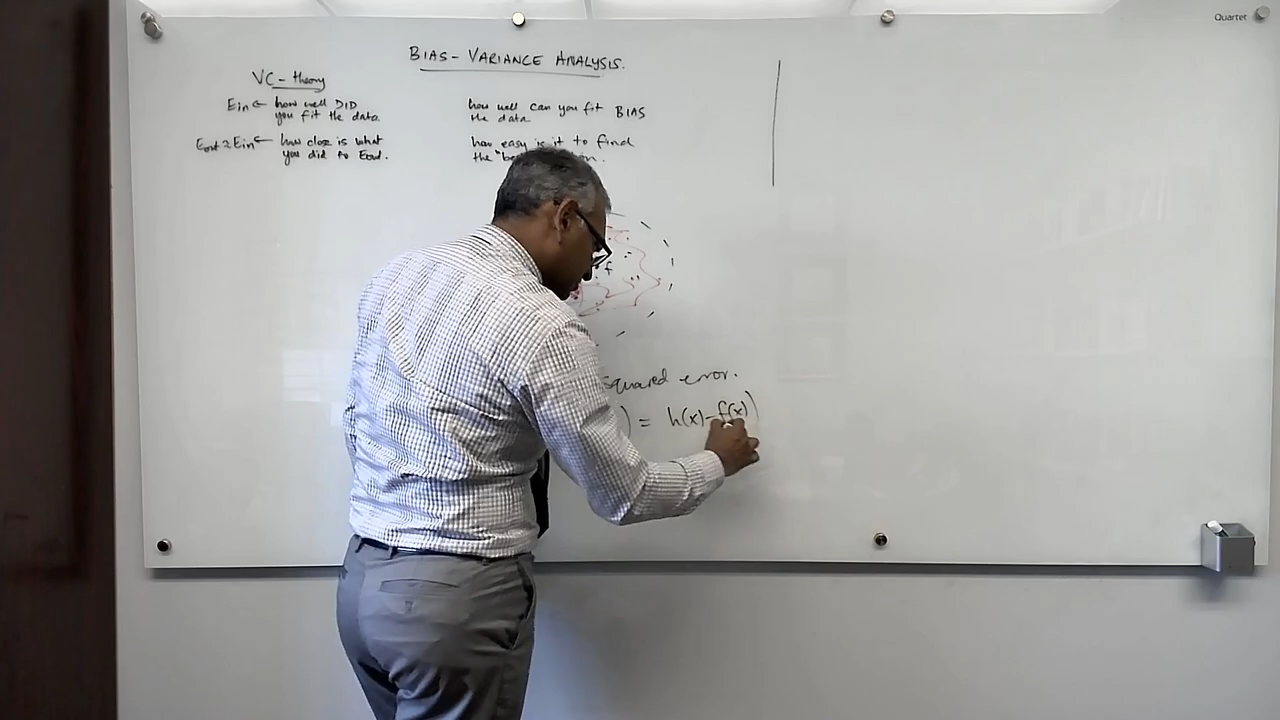 Quartet
BIAS-VARIANCE ANALYSIS.
VC-theory
Ein ← how well DID
you fit the data.
Eout ≈ Ein ← how close is what
you did to Eout.
how well can you fit BIAS
the data
how easy is it to find
the
f
squared error.
) = h(x)-f(x))